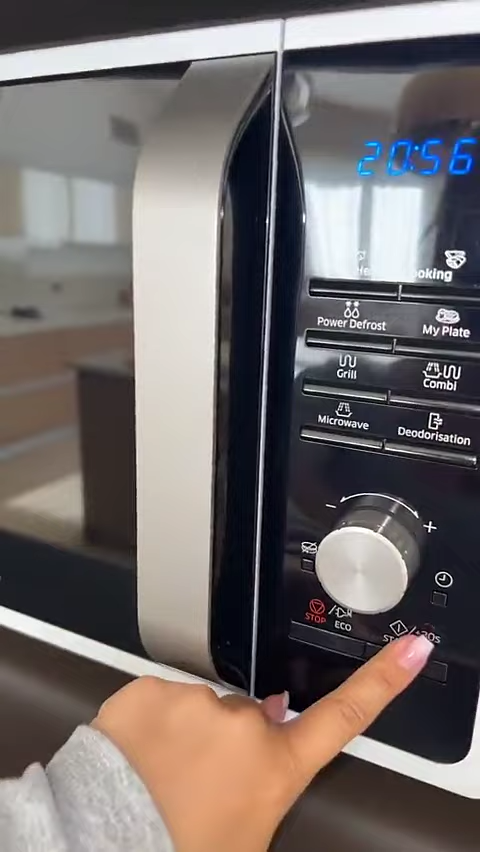 20:56
Power Defrost
My Plate
Grill
Combi
Microwave
Deodorisation
- +
STOP
ECO